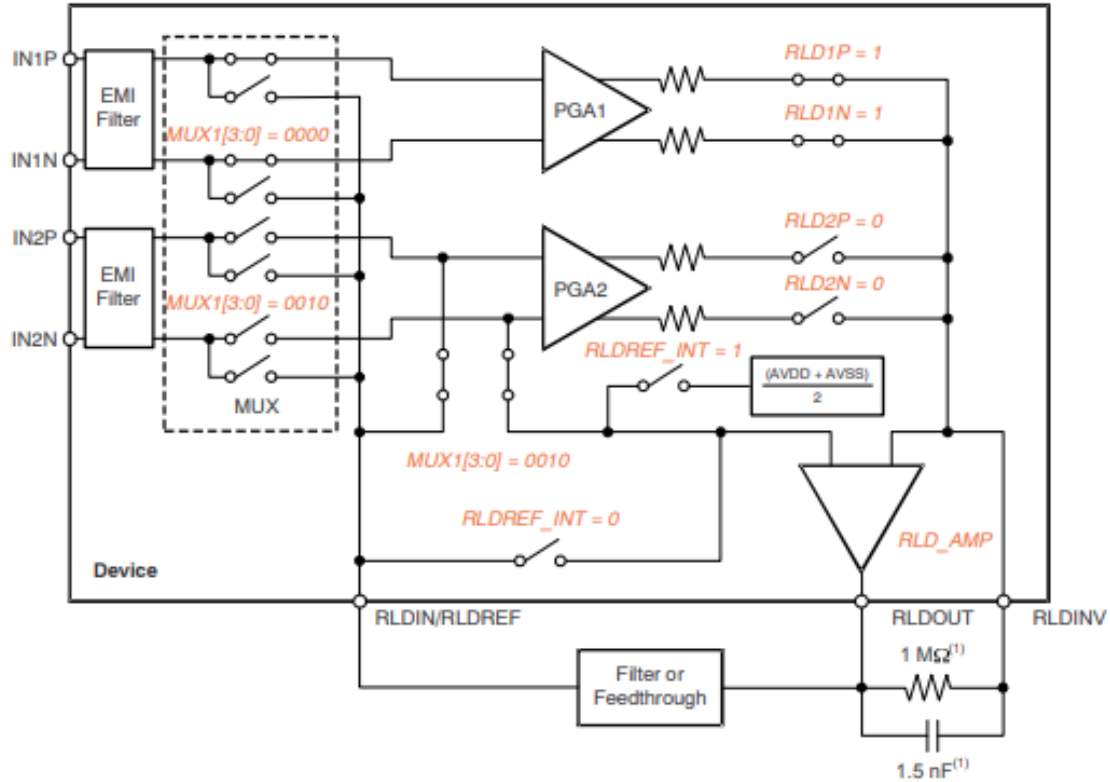 IN1P
EMI
Filter
IN1N
MUX1[3:0] = 0000
PGA1
RLD1P = 1
RLD1N = 1
IN2P
EMI
Filter
IN2N
MUX1[3:0] = 0010
MUX
PGA2
RLD2P = 0
RLD2N = 0
RLDREF_INT = 1
(AVDD + AVSS)
2
MUX1[3:0] = 0010
RLDREF_INT = 0
RLD_AMP
Device
RLDIN/RLDREF
RLDOUT
RLDINV
Filter or
Feedthrough
1 MΩ(1)
1.5 nF(1)